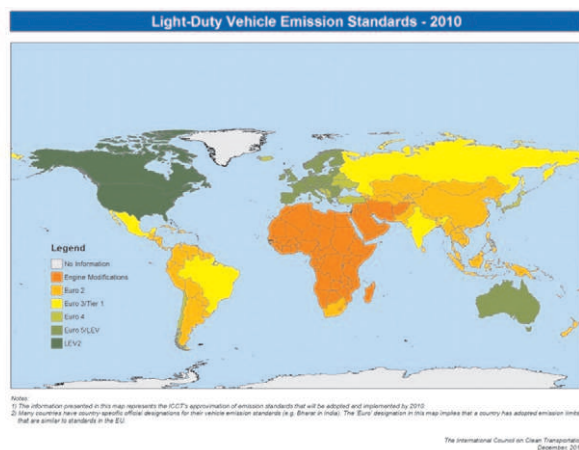 Light-Duty Vehicle Emission Standards - 2010
Legend
No Information
Engine Modifications
Euro 2
Euro 3/Tier 1
Euro 4
Euro 5/LEV
LEV2
Notes:
1) The information presented in this map represents the ICCT's approximation of emission standards that will be adopted and implemented by 2010.
2) Many countries have country-specific official designations for their vehicle emission standards (e.g. Bharat in India). The 'Euro' designation in this map implies that a country has adopted emission limits
that are similar to standards in the EU.
The International Council on Clean Transportation
December, 201